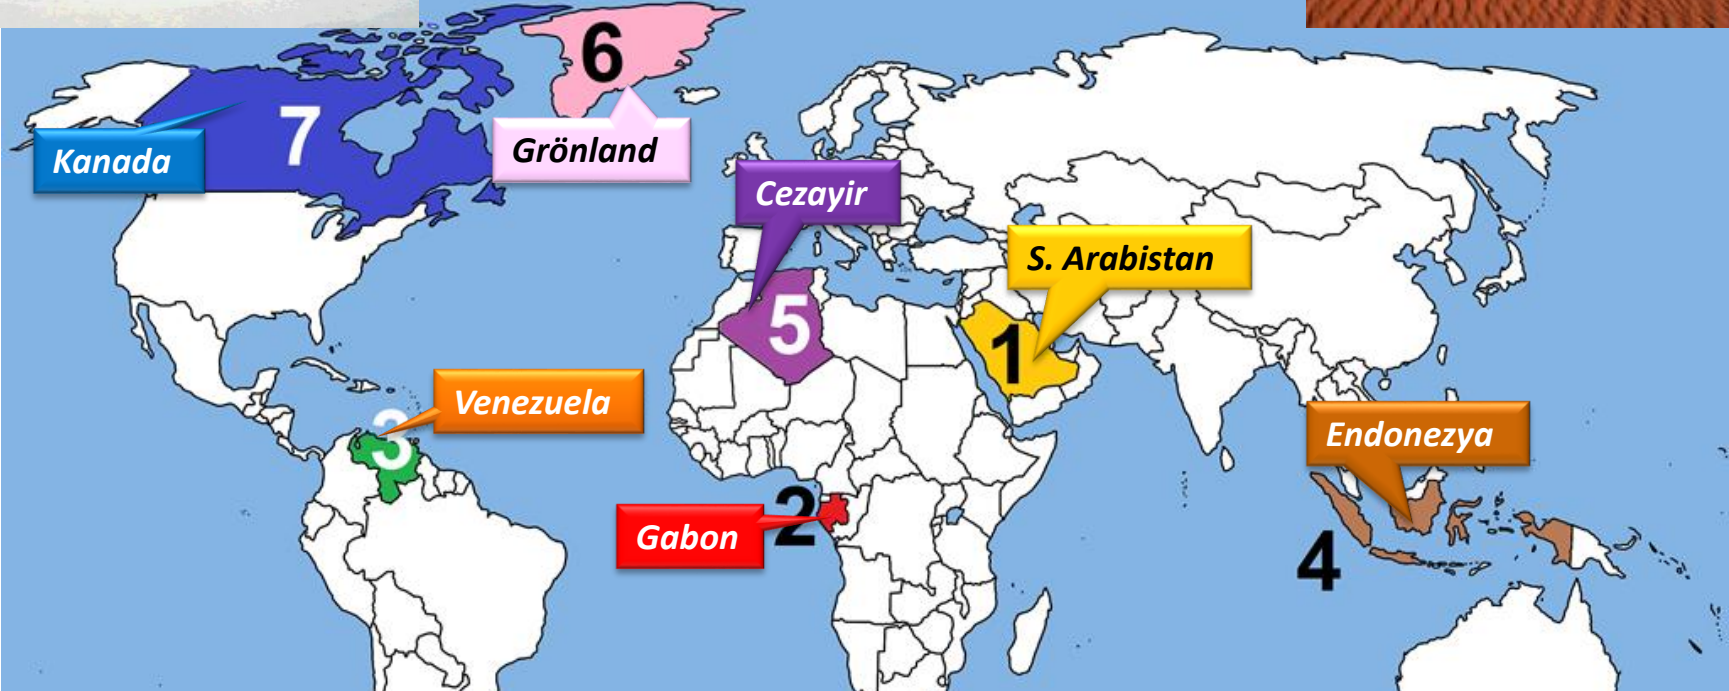 6
7
Kanada
Grönland
Cezayir
S. Arabistan
5
1
Venezuela
3
Endonezya
2
Gabon
4